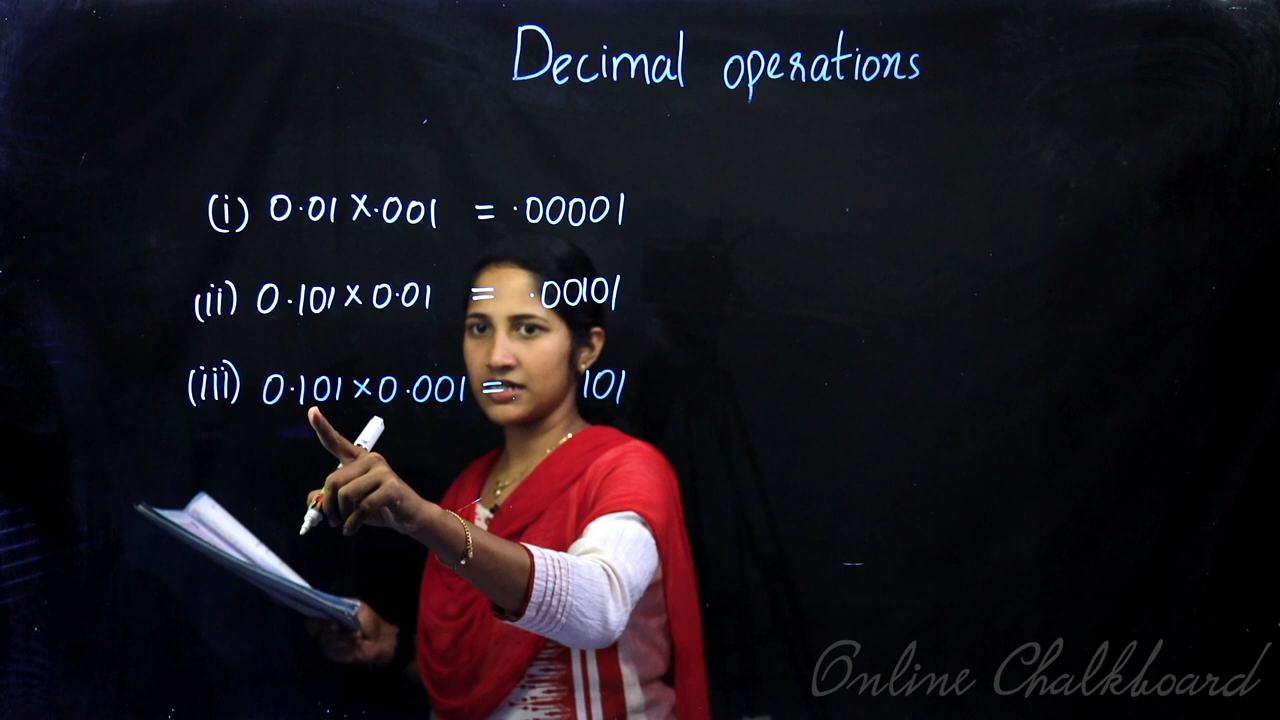 Decimal operations
(i) 0.01 × .001 = .00001
(ii) 0.101 × 0.01 = .00101
(iii) 0.101 × 0.001 = 101
Online Chalkboard